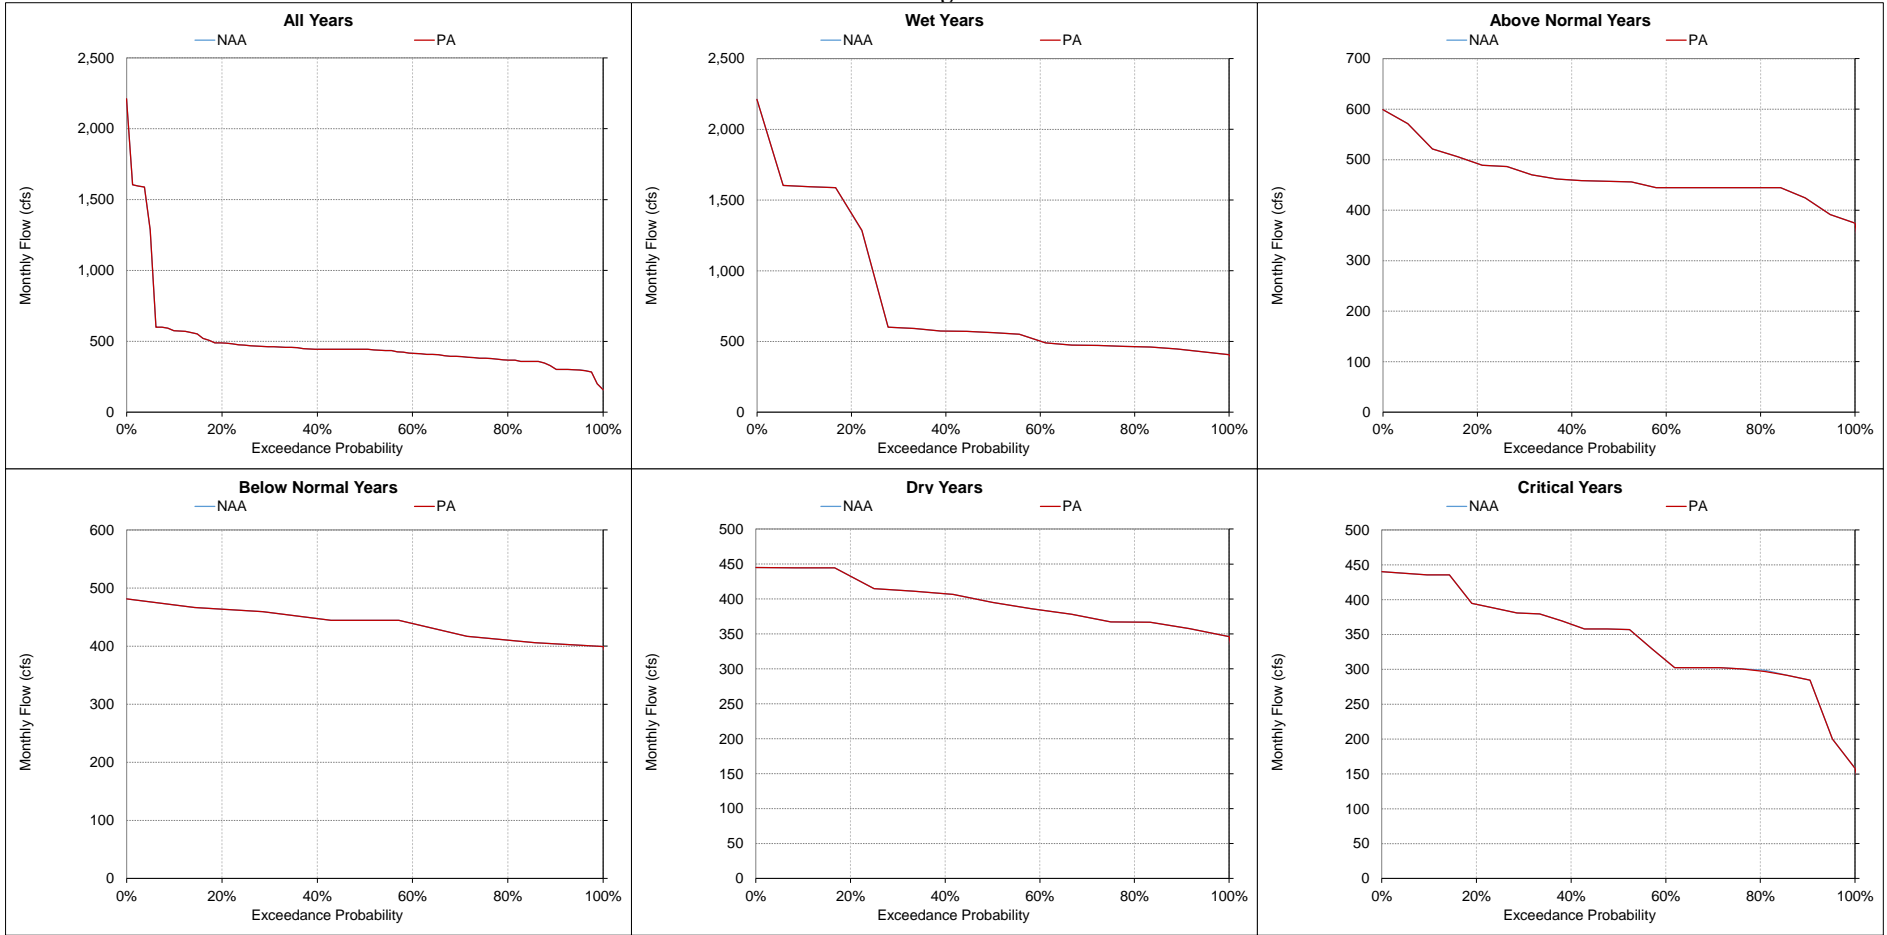 All Years
NAA PA
2,500
2,000
1,500
1,000
500
0
Monthly Flow (cfs)
0% 20% 40% 60% 80% 100%
Exceedance Probability
Wet Years
NAA PA
2,500
2,000
1,500
1,000
500
0
Monthly Flow (cfs)
0% 20% 40% 60% 80% 100%
Exceedance Probability
Above Normal Years
NAA PA
700
600
500
400
300
200
100
0
Monthly Flow (cfs)
0% 20% 40% 60% 80% 100%
Exceedance Probability
Below Normal Years
NAA PA
600
500
400
300
200
100
0
Monthly Flow (cfs)
0% 20% 40% 60% 80% 100%
Exceedance Probability
Dry Years
NAA PA
500
450
400
350
300
250
200
150
100
50
0
Monthly Flow (cfs)
0% 20% 40% 60% 80% 100%
Exceedance Probability
Critical Years
NAA PA
500
450
400
350
300
250
200
150
100
50
0
Monthly Flow (cfs)
0% 20% 40% 60% 80% 100%
Exceedance Probability